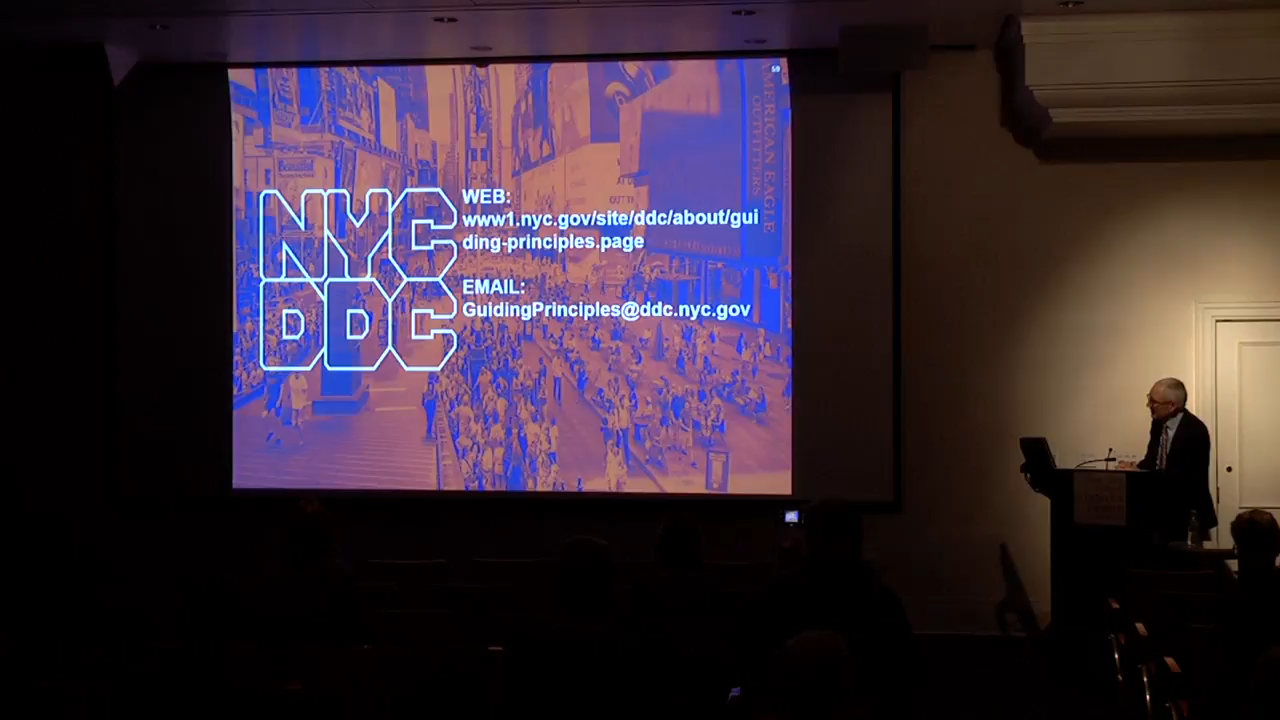 59
AMERICAN EAGLE
OUTFITTERS
NYC
DDC
WEB:
www1.nyc.gov/site/ddc/about/gui
ding-principles.page
EMAIL:
GuidingPrinciples@ddc.nyc.gov